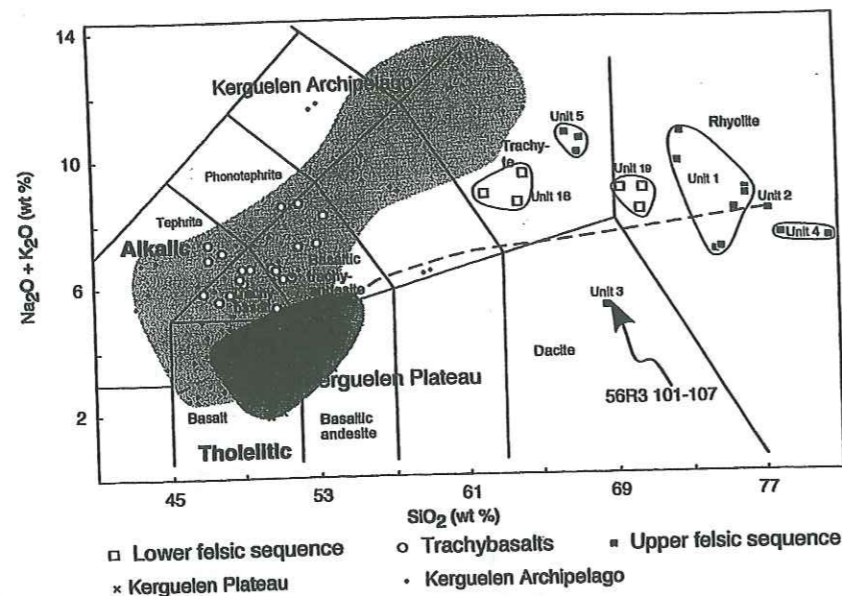 14
10
6
2
Na₂O + K₂O (wt %)
Kerguelen Archipelago
Phonotephrite
Tephrite
Alkalic
Basaltic
trachy-
andesite
Trachy-
te
Unit 5
Unit 18
Unit 19
Rhyolite
Unit 1
Unit 2
Unit 4
Unit 3
56R3 101-107
Dacite
Kerguelen Plateau
Basalt
Basaltic
andesite
Tholeiitic
45
53
61
69
77
SiO₂ (wt %)
Lower felsic sequence
Trachybasalts
Upper felsic sequence
× Kerguelen Plateau
Kerguelen Archipelago